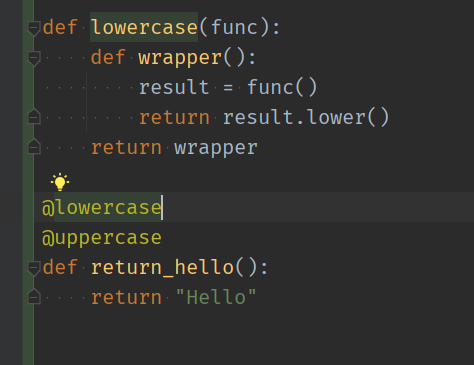 def lowercase(func):
    def wrapper():
        result = func()
        return result.lower()
    return wrapper
@lowercase
@uppercase
def return_hello():
    return "Hello"